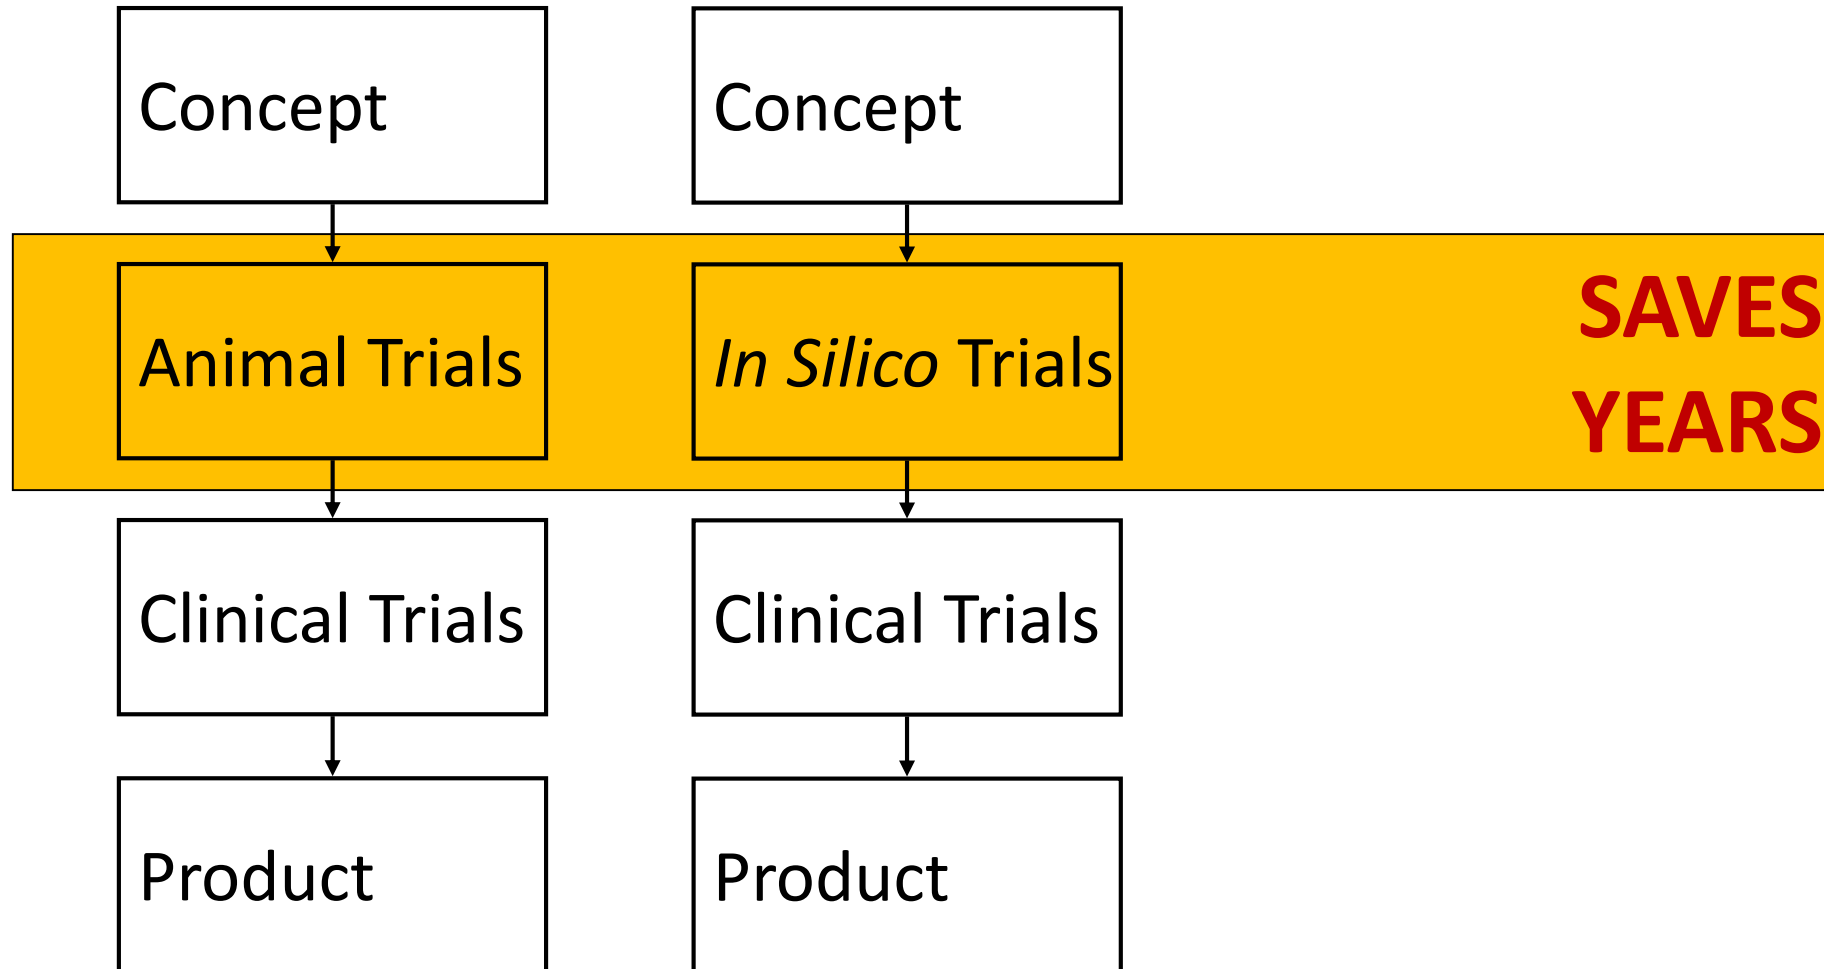 Concept
Concept
Animal Trials
In Silico Trials
SAVES
YEARS
Clinical Trials
Clinical Trials
Product
Product